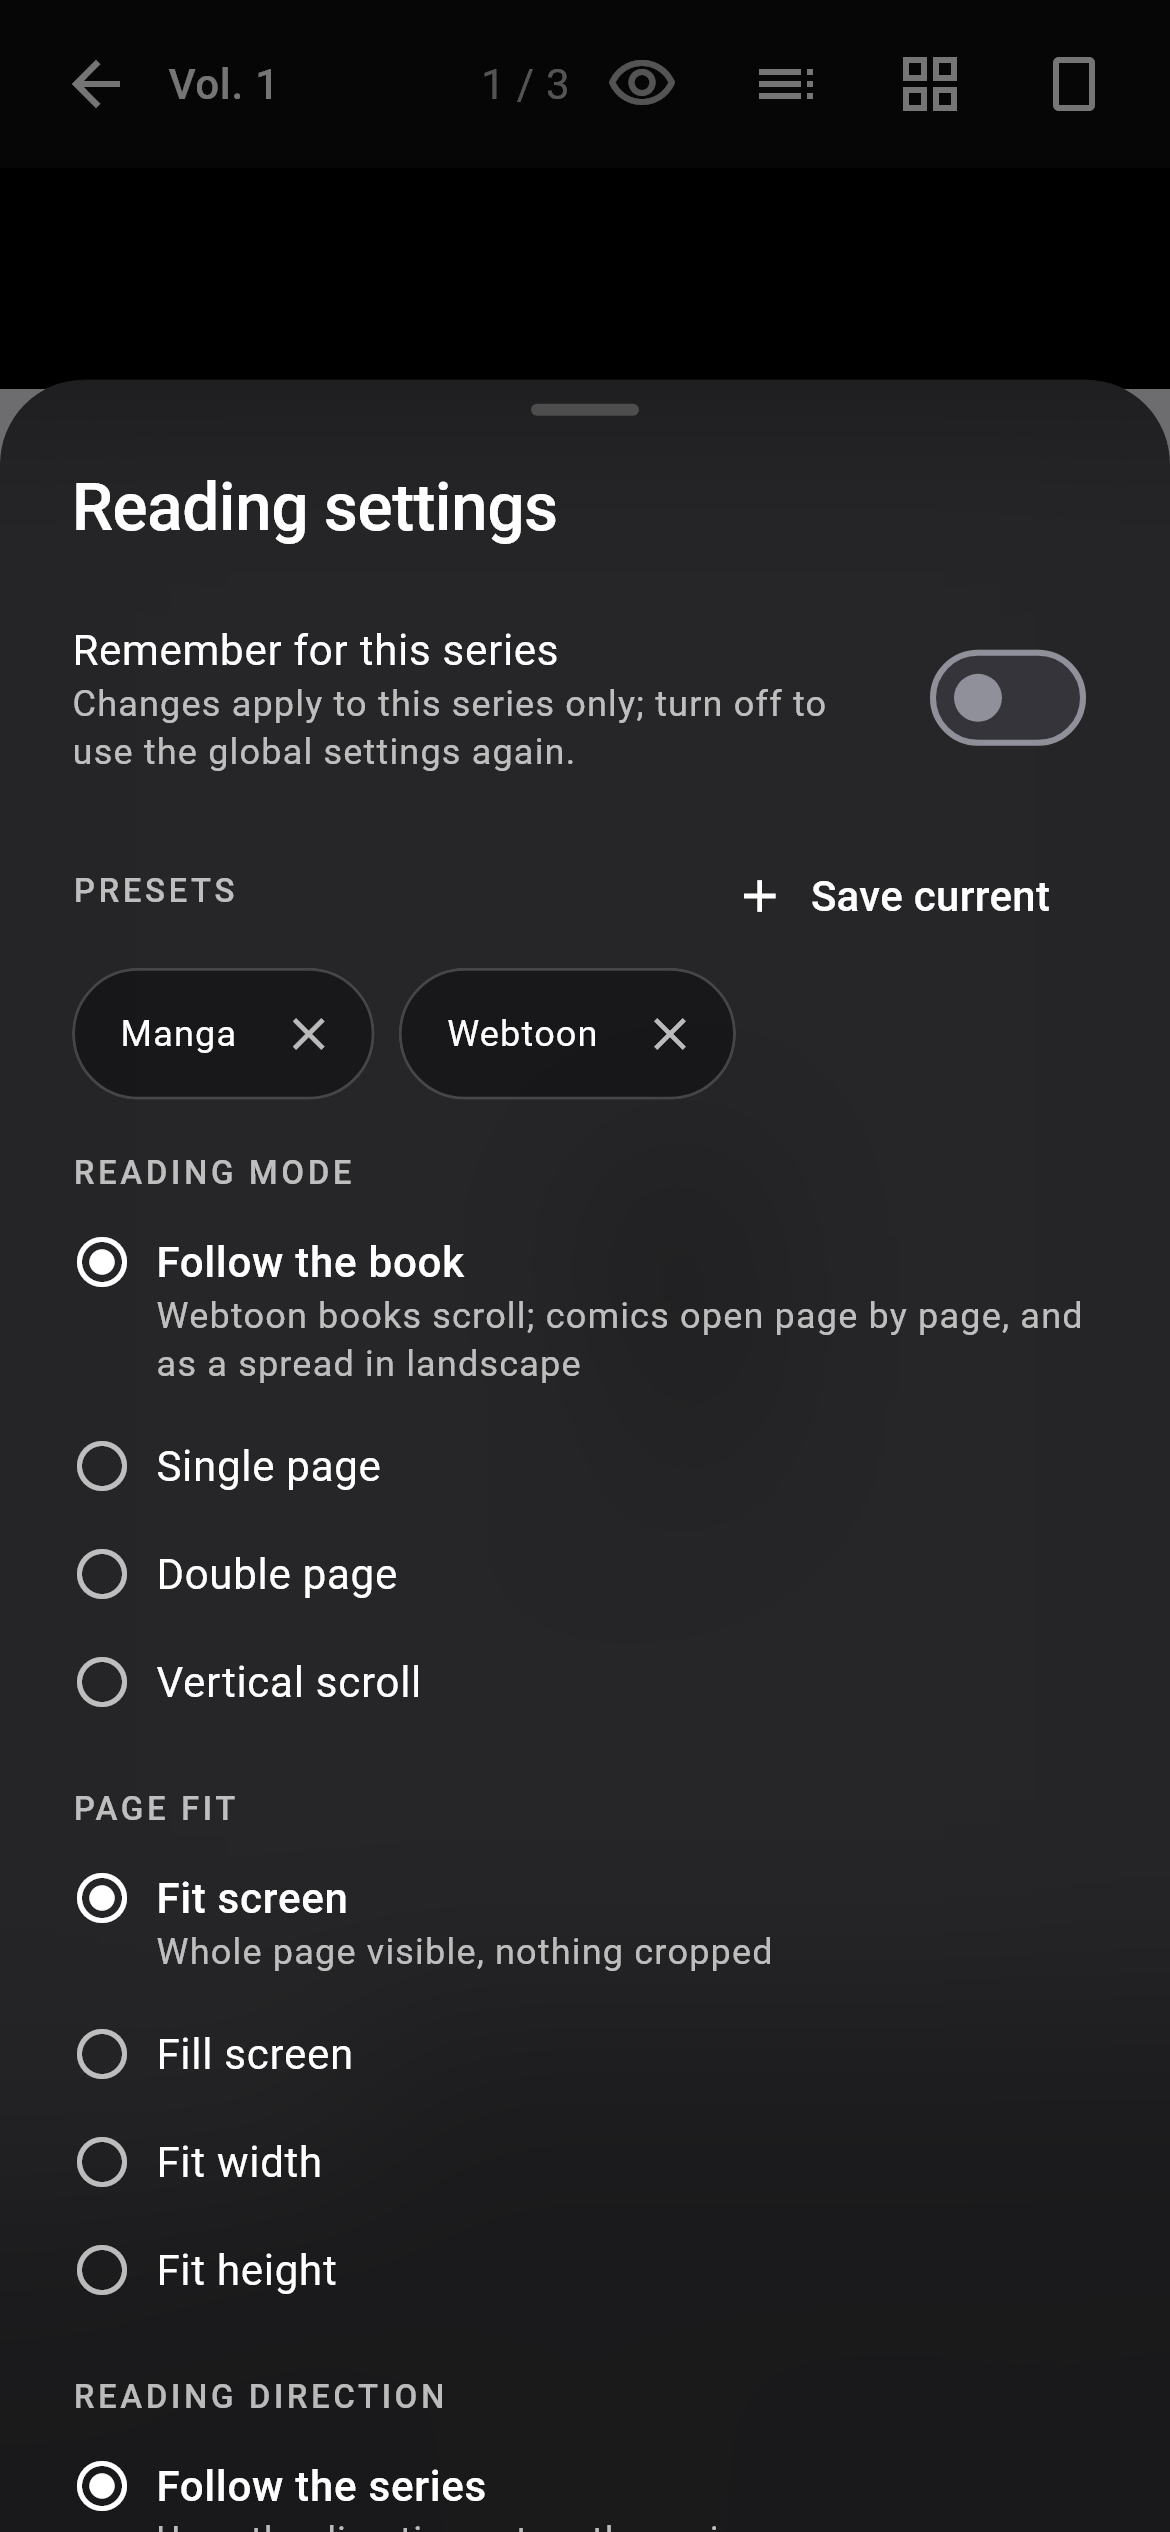 Vol. 1
1 / 3
Reading settings
Remember for this series
Changes apply to this series only; turn off to
use the global settings again.
PRESETS
Save current
Manga
Webtoon
READING MODE
Follow the book
Webtoon books scroll; comics open page by page, and
as a spread in landscape
Single page
Double page
Vertical scroll
PAGE FIT
Fit screen
Whole page visible, nothing cropped
Fill screen
Fit width
Fit height
READING DIRECTION
Follow the series